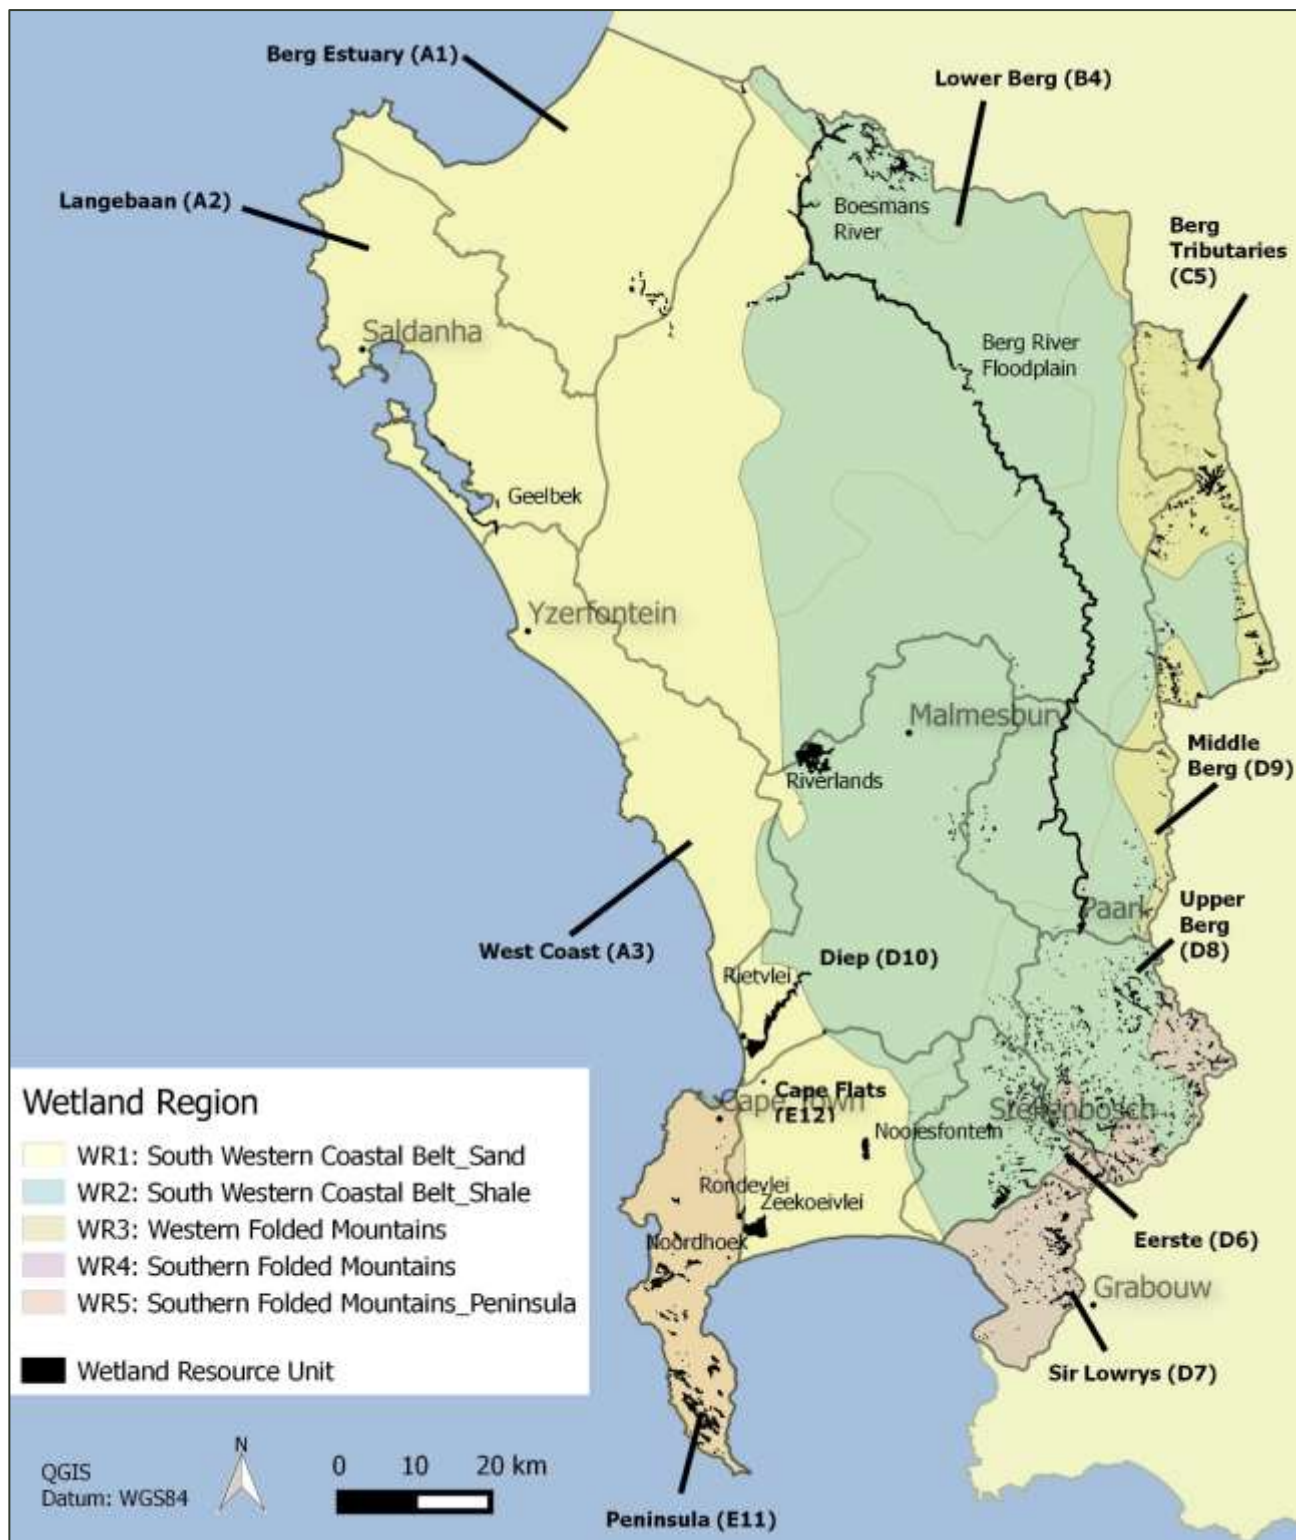 Berg Estuary (A1)
Lower Berg (B4)
Langebaan (A2)
Boesmans
River
Berg
Tributaries
(C5)
Saldanha
Berg River
Floodplain
Geelbek
Yzerfontein
Malmesbury
Middle
Berg (D9)
Riverlands
Paarl
Upper
Berg
(D8)
West Coast (A3)
Diep (D10)
Rietvlei
Cape Flats
(E12)
Cape Town
Stellenbosch
Nooiesfontein
Rondevlei
Zeekoeivlei
Noordhoek
Eerste (D6)
Grabouw
Sir Lowrys (D7)
Peninsula (E11)
Wetland Region
WR1: South Western Coastal Belt_Sand
WR2: South Western Coastal Belt_Shale
WR3: Western Folded Mountains
WR4: Southern Folded Mountains
WR5: Southern Folded Mountains_Peninsula
Wetland Resource Unit
QGIS
Datum: WGS84
N
0 10 20 km